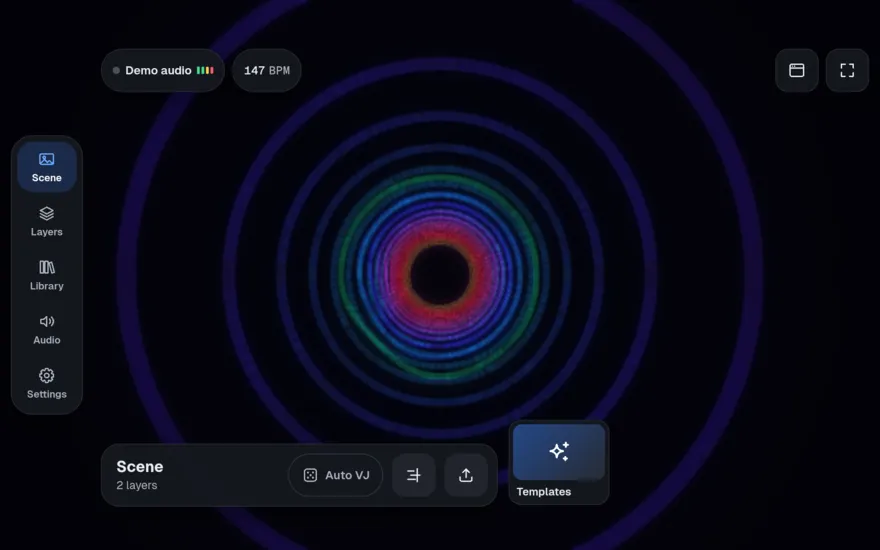 Demo audio
147 BPM
Scene
Layers
Library
Audio
Settings
Scene
2 layers
Auto VJ
Templates